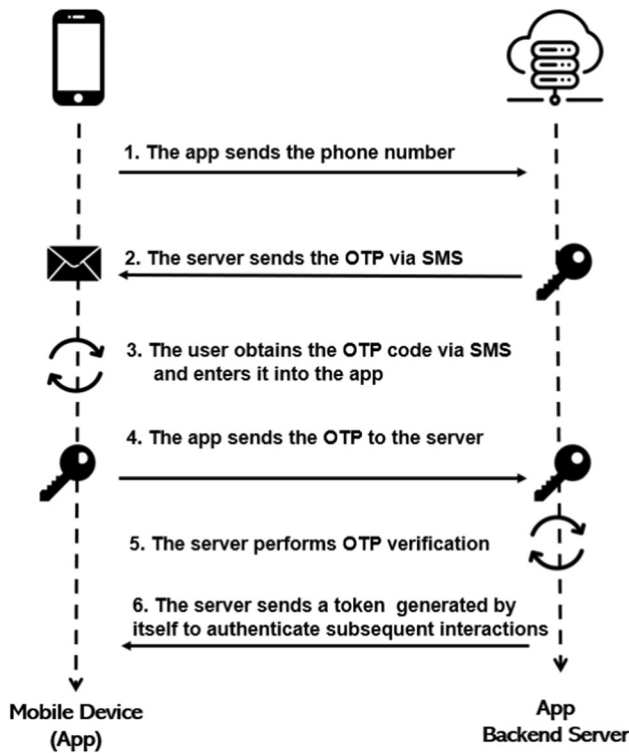 1. The app sends the phone number
2. The server sends the OTP via SMS
3. The user obtains the OTP code via SMS
and enters it into the app
4. The app sends the OTP to the server
5. The server performs OTP verification
6. The server sends a token generated by
itself to authenticate subsequent interactions
Mobile Device
(App)
App
Backend Server